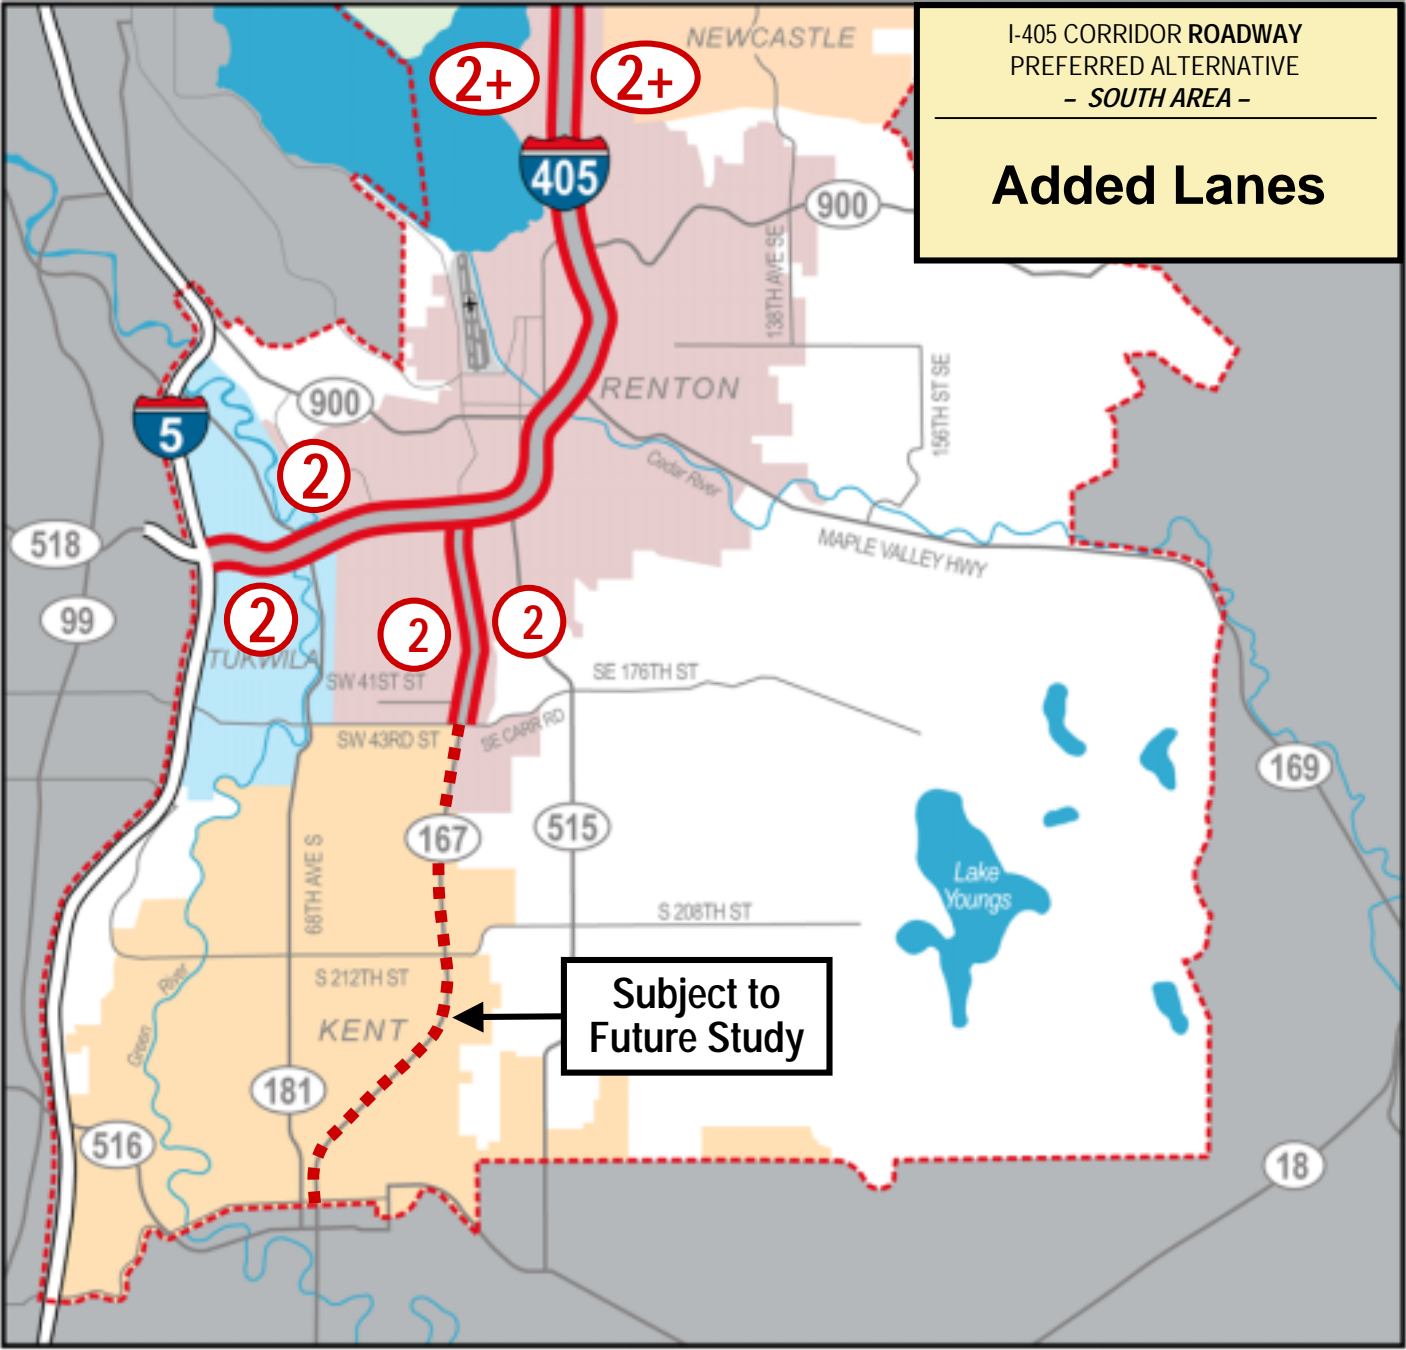 I-405 CORRIDOR ROADWAY
PREFERRED ALTERNATIVE
– SOUTH AREA –
Added Lanes
NEWCASTLE
2+
2+
405
900
138TH AVE SE
RENTON
156TH ST SE
900
5
2
Cedar River
518
MAPLE VALLEY HWY
99
2
2
2
TUKWILA
SW 41ST ST
SE 176TH ST
SW 43RD ST
SE CARR RD
169
167
515
68TH AVE S
Lake
Youngs
S 208TH ST
S 212TH ST
Green River
KENT
Subject to
Future Study
181
516
18